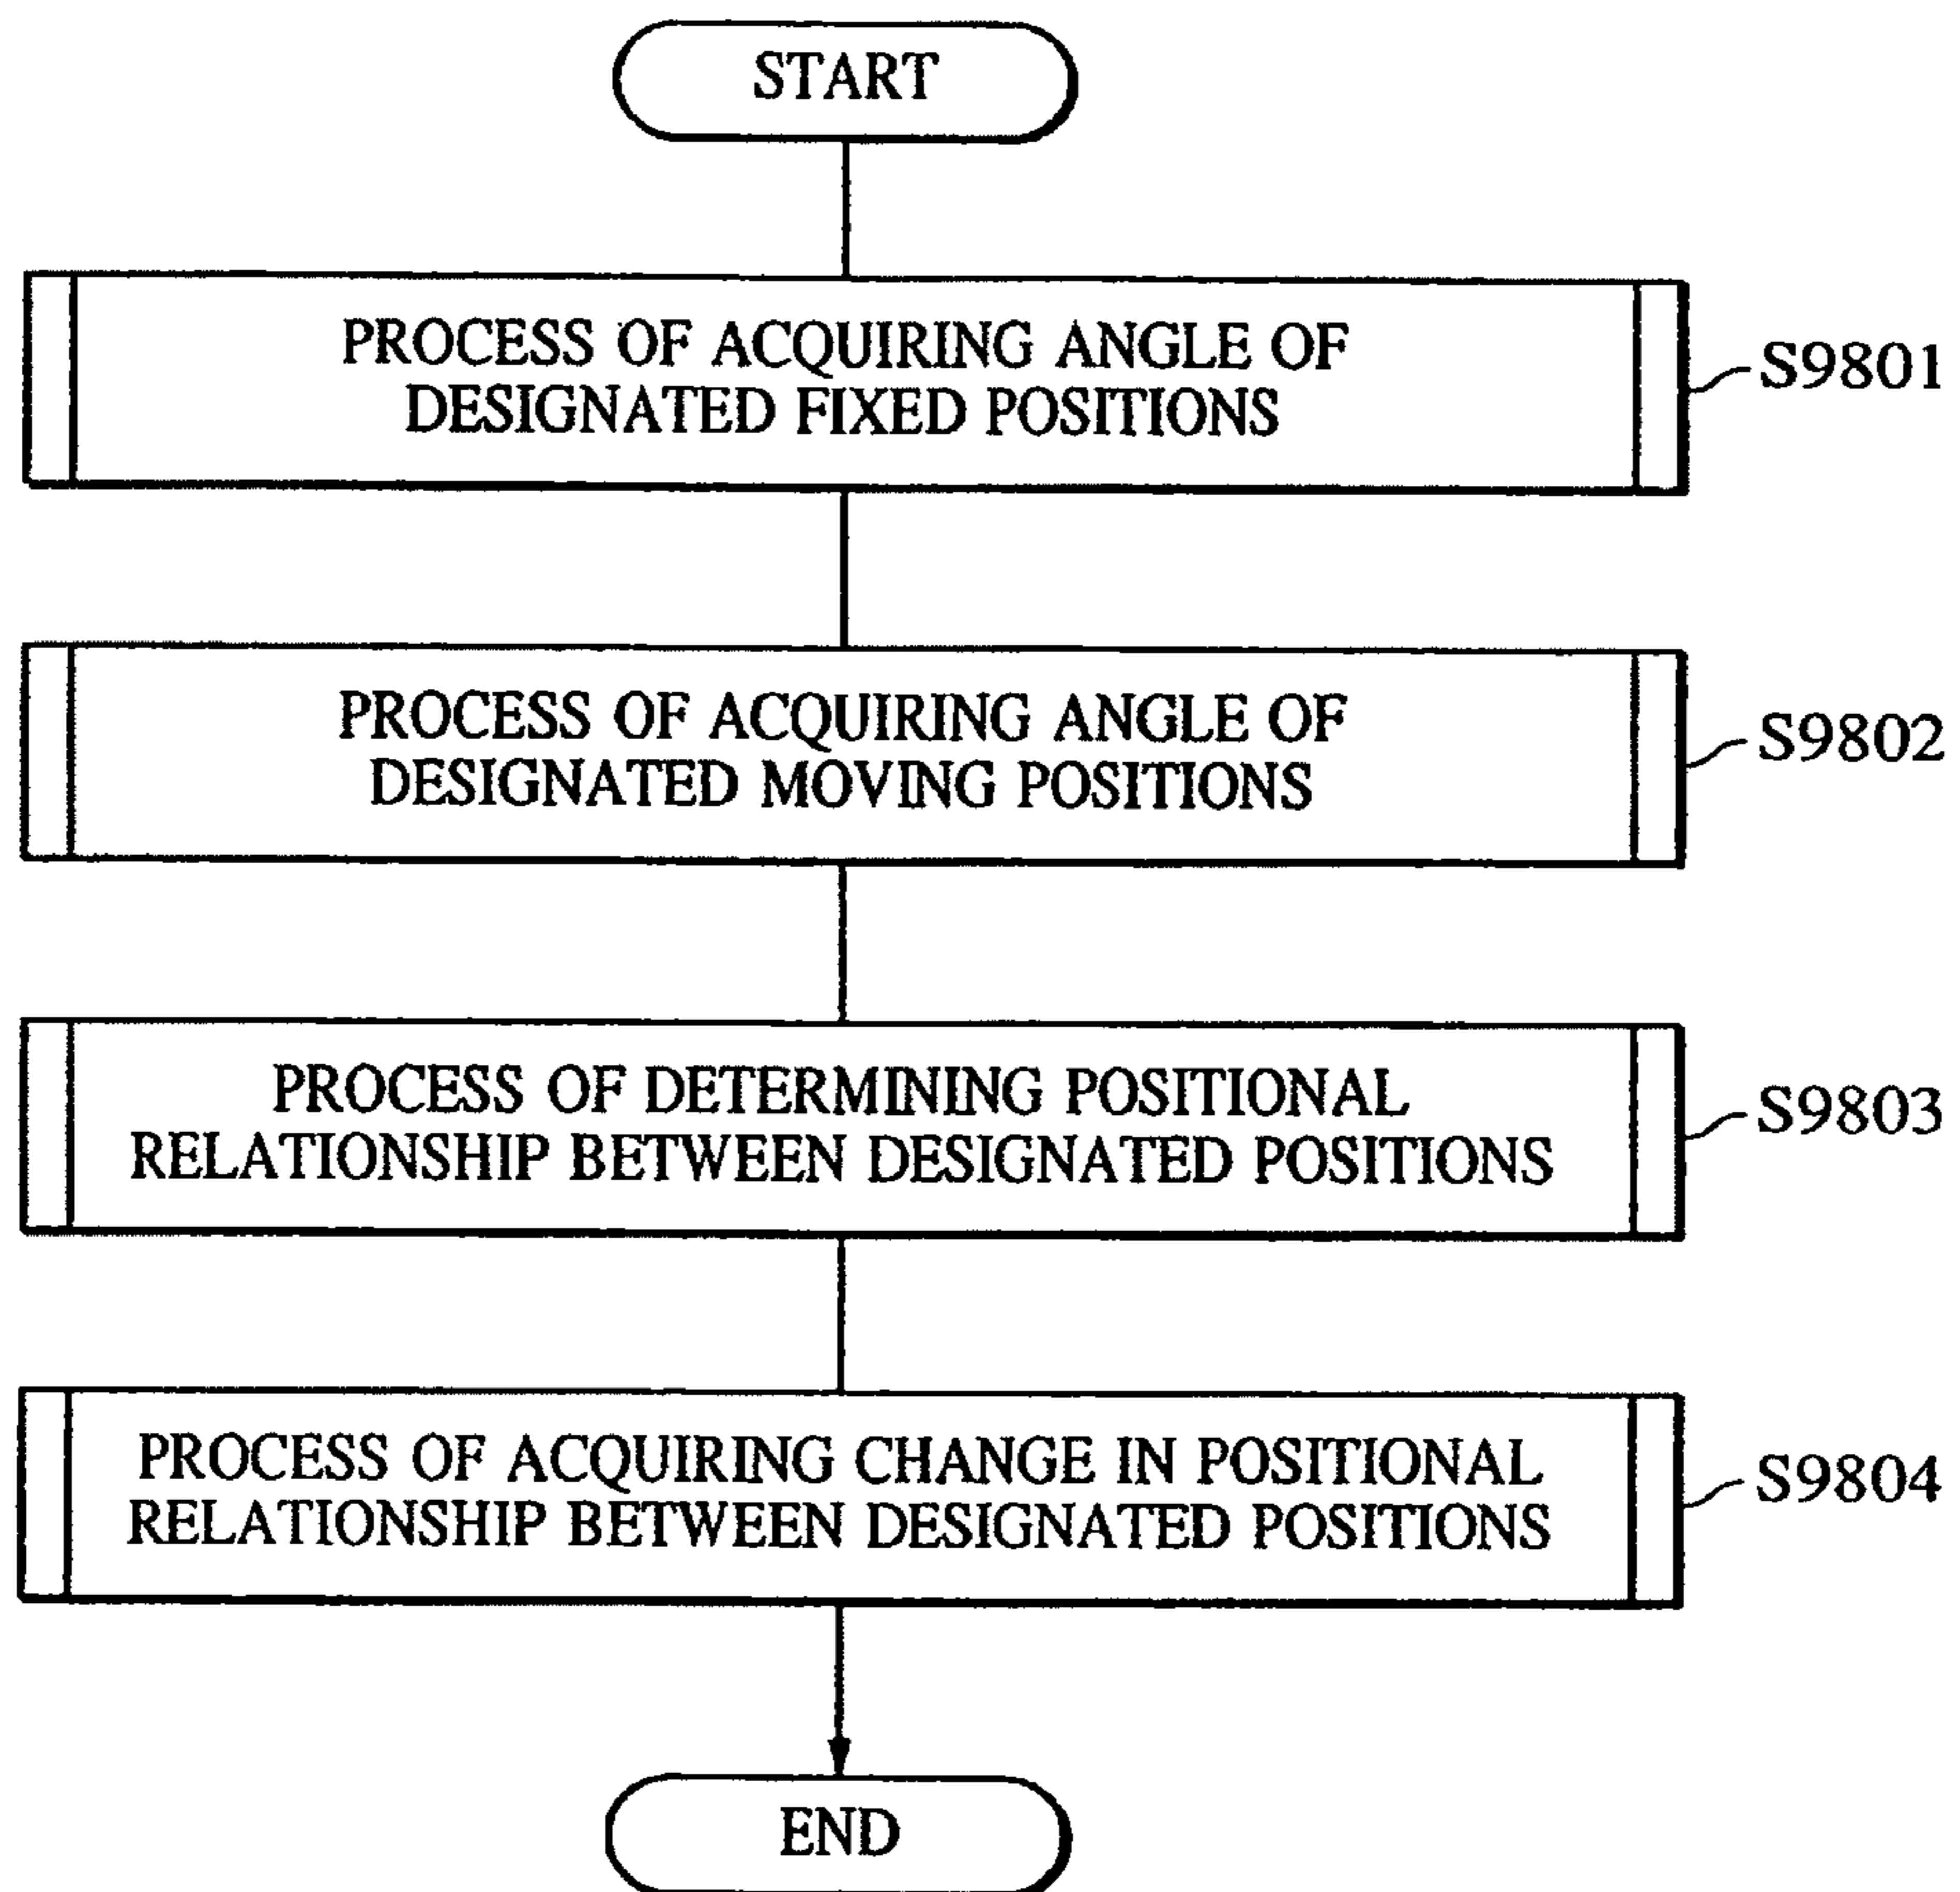 START
PROCESS OF ACQUIRING ANGLE OF
DESIGNATED FIXED POSITIONS
S9801
PROCESS OF ACQUIRING ANGLE OF
DESIGNATED MOVING POSITIONS
S9802
PROCESS OF DETERMINING POSITIONAL
RELATIONSHIP BETWEEN DESIGNATED POSITIONS
S9803
PROCESS OF ACQUIRING CHANGE IN POSITIONAL
RELATIONSHIP BETWEEN DESIGNATED POSITIONS
S9804
END